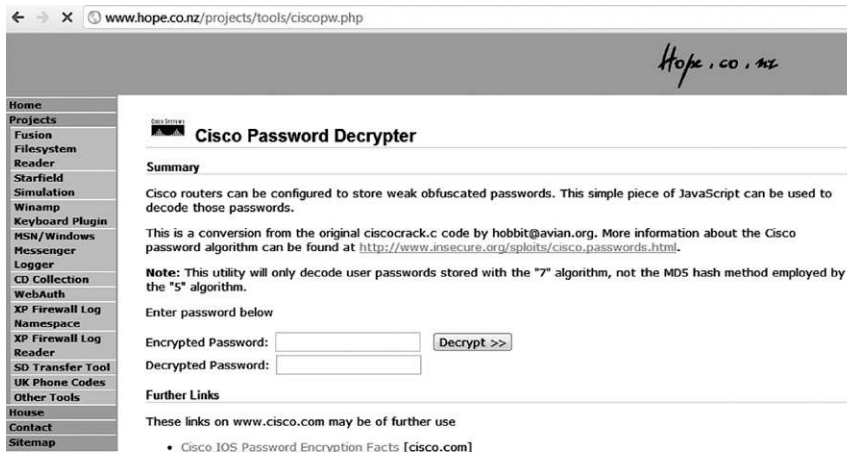 www.hope.co.nz/projects/tools/ciscopw.php
Hope.co.nz
Home
Projects
Fusion
Filesystem
Reader
Starfield
Simulation
Winamp
Keyboard Plugin
MSN/Windows
Messenger
Logger
CD Collection
WebAuth
XP Firewall Log
Namespace
XP Firewall Log
Reader
SD Transfer Tool
UK Phone Codes
Other Tools
House
Contact
Sitemap
CISCO SYSTEMS
Cisco Password Decrypter
Summary
Cisco routers can be configured to store weak obfuscated passwords. This simple piece of JavaScript can be used to
decode those passwords.
This is a conversion from the original ciscocrack.c code by hobbit@avian.org. More information about the Cisco
password algorithm can be found at http://www.insecure.org/sploits/cisco.passwords.html.
Note: This utility will only decode user passwords stored with the "7" algorithm, not the MD5 hash method employed by
the "5" algorithm.
Enter password below
Encrypted Password:
Decrypt >>
Decrypted Password:
Further Links
These links on www.cisco.com may be of further use
• Cisco IOS Password Encryption Facts [cisco.com]